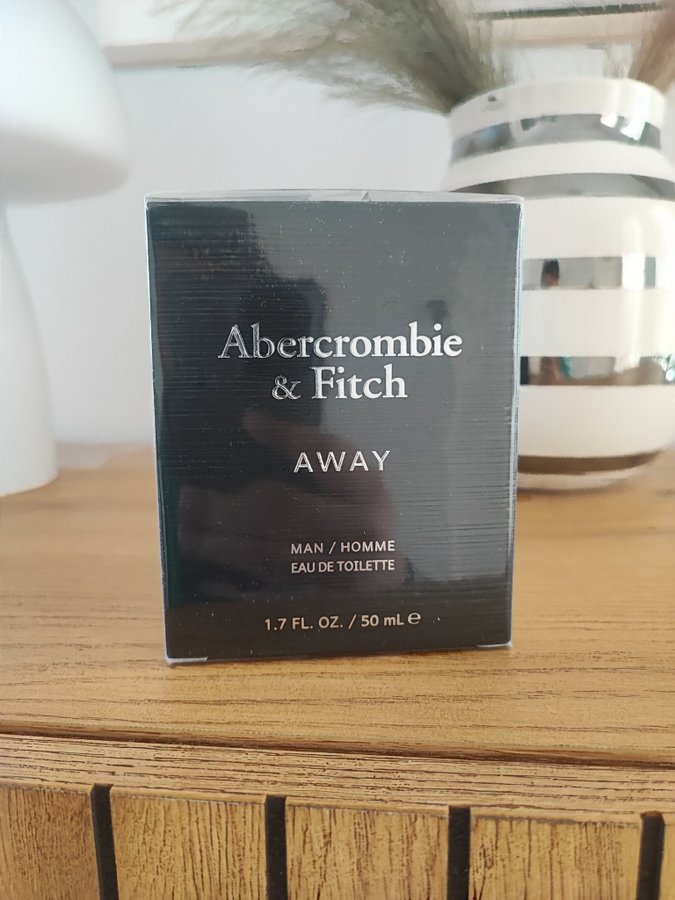 Abercrombie
& Fitch
AWAY
MAN / HOMME
EAU DE TOILETTE
1.7 FL. OZ. / 50 mL ℮